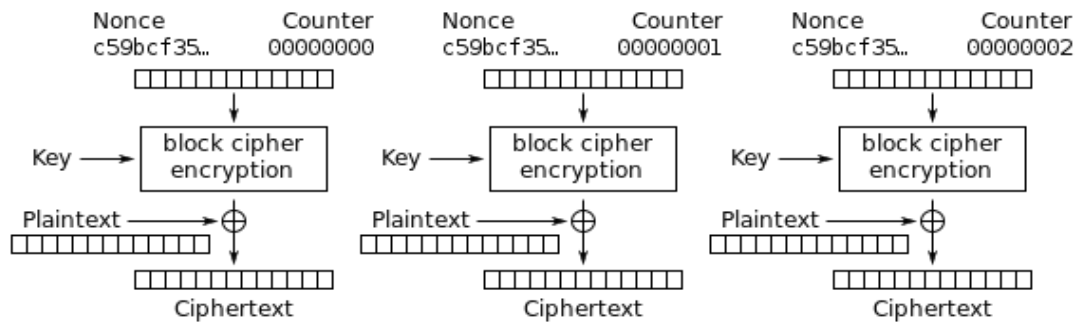 Nonce Counter Nonce Counter Nonce Counter
c59bcf35… 00000000 c59bcf35… 00000001 c59bcf35… 00000002
block cipher block cipher block cipher
Key encryption Key encryption Key encryption
Plaintext Plaintext Plaintext
Ciphertext Ciphertext Ciphertext